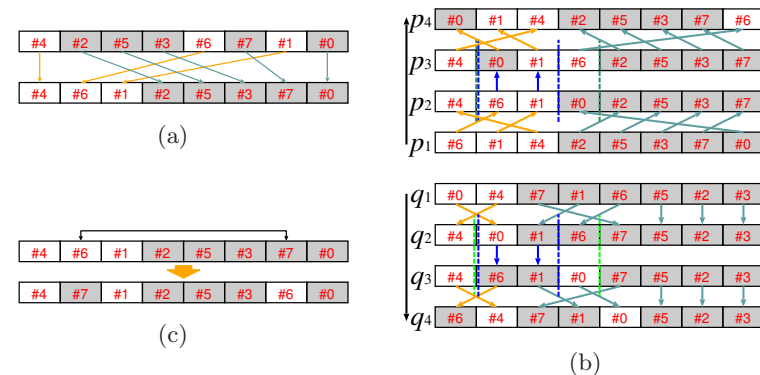 #4 #2 #5 #3 #6 #7 #1 #0
#4 #6 #1 #2 #5 #3 #7 #0
(a)
p4 #0 #1 #4 #2 #5 #3 #7 #6
p3 #4 #0 #1 #6 #2 #5 #3 #7
p2 #4 #6 #1 #0 #2 #5 #3 #7
p1 #6 #1 #4 #2 #5 #3 #7 #0
#4 #6 #1 #2 #5 #3 #7 #0
#4 #7 #1 #2 #5 #3 #6 #0
(c)
q1 #0 #4 #7 #1 #6 #5 #2 #3
q2 #4 #0 #1 #6 #7 #5 #2 #3
q3 #4 #6 #1 #0 #7 #5 #2 #3
q4 #6 #4 #7 #1 #0 #5 #2 #3
(b)